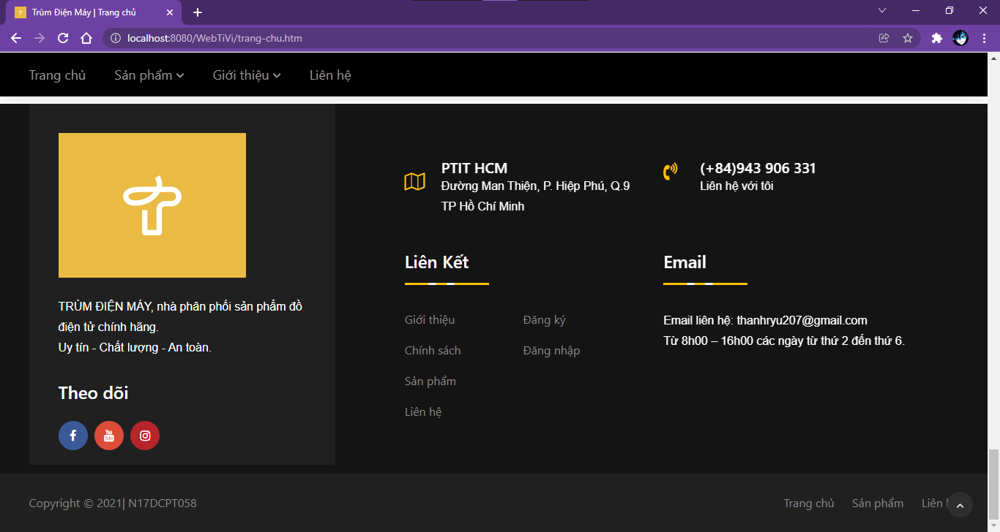 Trùm Điện Máy | Trang chủ
localhost:8080/WebTiVi/trang-chu.htm
Trang chủ Sản phẩm Giới thiệu Liên hệ
PTIT HCM
Đường Man Thiện, P. Hiệp Phú, Q.9
TP Hồ Chí Minh
(+84)943 906 331
Liên hệ với tôi
TRÙM ĐIỆN MÁY, nhà phân phối sản phẩm đồ
điện tử chính hãng.
Uy tín - Chất lượng - An toàn.
Theo dõi
You
Tube
Liên Kết
Giới thiệu Đăng ký
Chính sách Đăng nhập
Sản phẩm
Liên hệ
Email
Email liên hệ: thanhryu207@gmail.com
Từ 8h00 – 16h00 các ngày từ thứ 2 đến thứ 6.
Copyright © 2021| N17DCPT058
Trang chủ Sản phẩm Liên